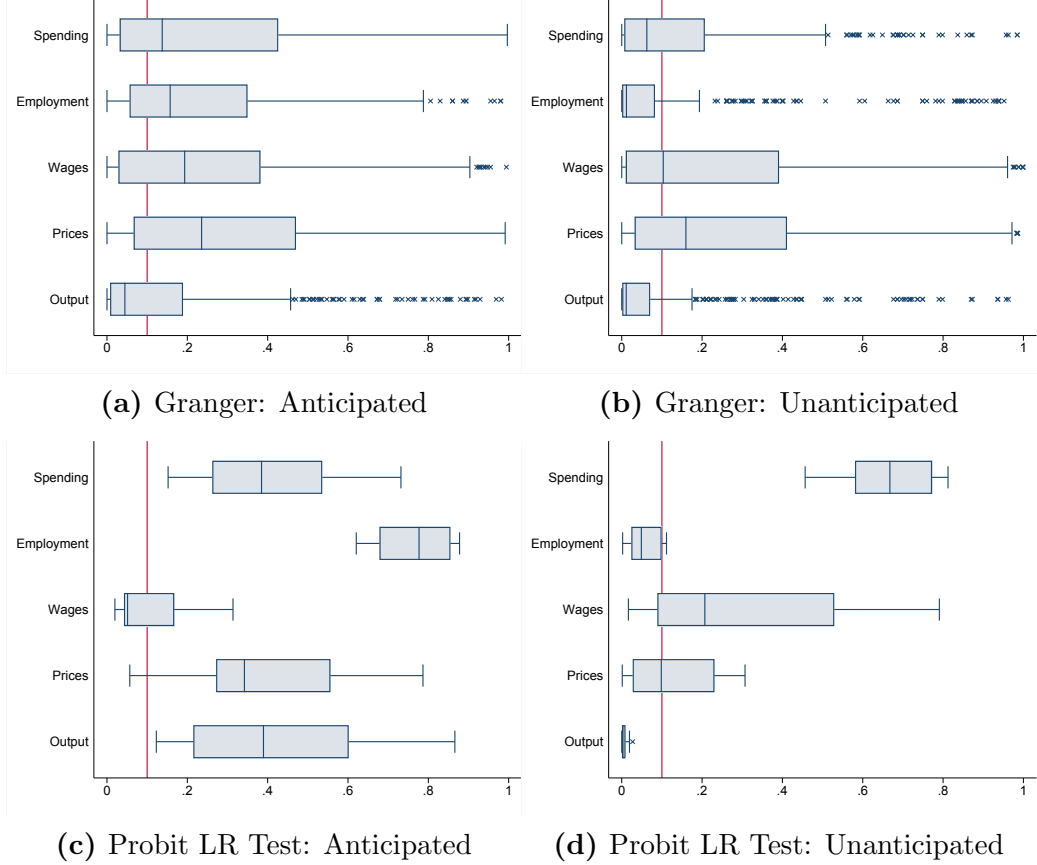 Spending
Employment
Wages
Prices
Output
0 .2 .4 .6 .8 1
(a) Granger: Anticipated
Spending
Employment
Wages
Prices
Output
0 .2 .4 .6 .8 1
(b) Granger: Unanticipated
Spending
Employment
Wages
Prices
Output
0 .2 .4 .6 .8 1
(c) Probit LR Test: Anticipated
Spending
Employment
Wages
Prices
Output
0 .2 .4 .6 .8 1
(d) Probit LR Test: Unanticipated